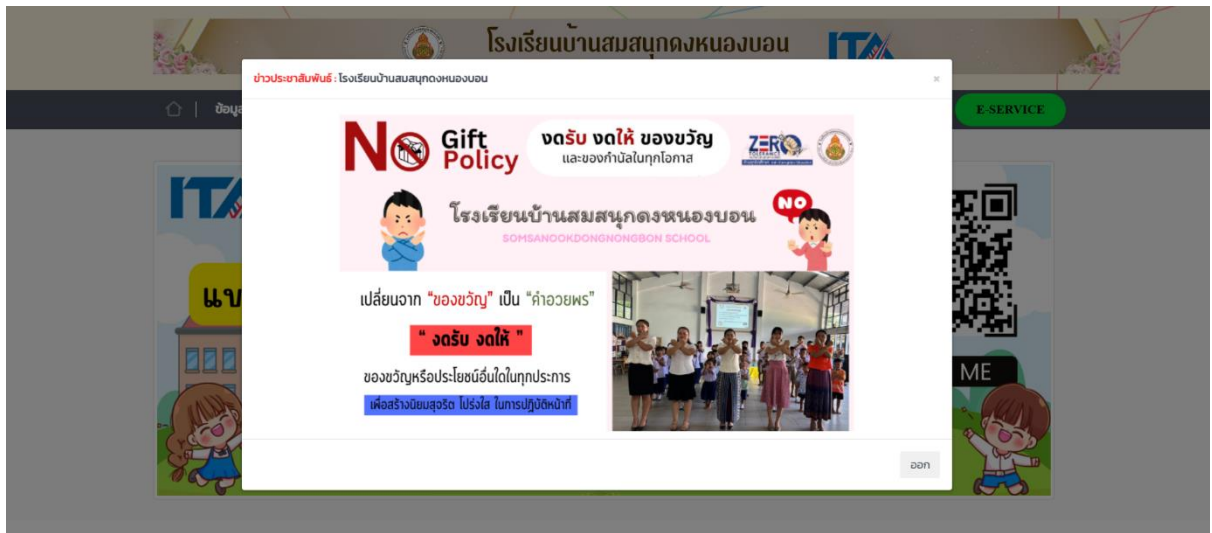 โรงเรียนบ้านสมสนุกดงหนองบอน
ITA
ข่าวประชาสัมพันธ์ : โรงเรียนบ้านสมสนุกดงหนองบอน
×
E-SERVICE
NO Gift Policy
งดรับ งดให้ ของขวัญ
และของกำนัลในทุกโอกาส
ZERO
TOLERANCE
โรงเรียนบ้านสมสนุกดงหนองบอน
SOMSANOOKDONGNONGBON SCHOOL
NO
เปลี่ยนจาก “ของขวัญ” เป็น “คำอวยพร”
“ งดรับ งดให้ ”
ของขวัญหรือประโยชน์อื่นใดในทุกประการ
เพื่อสร้างนิยมสุจริต โปร่งใส ในการปฏิบัติหน้าที่
ITA
ME
ออก